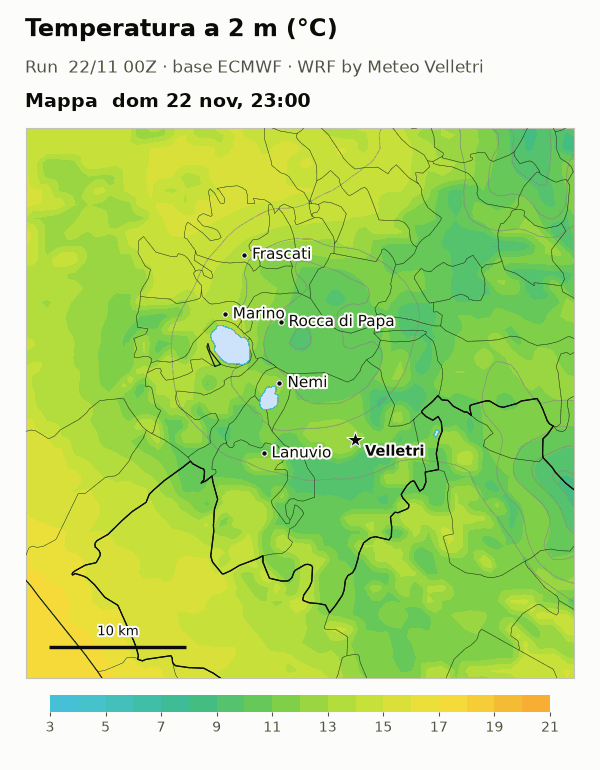 Temperatura a 2 m (°C)
Run  22/11 00Z · base ECMWF · WRF by Meteo Velletri
Mappa  dom 22 nov, 23:00
Frascati
Marino
Rocca di Papa
Nemi
Velletri
Lanuvio
10 km
3 5 7 9 11 13 15 17 19 21